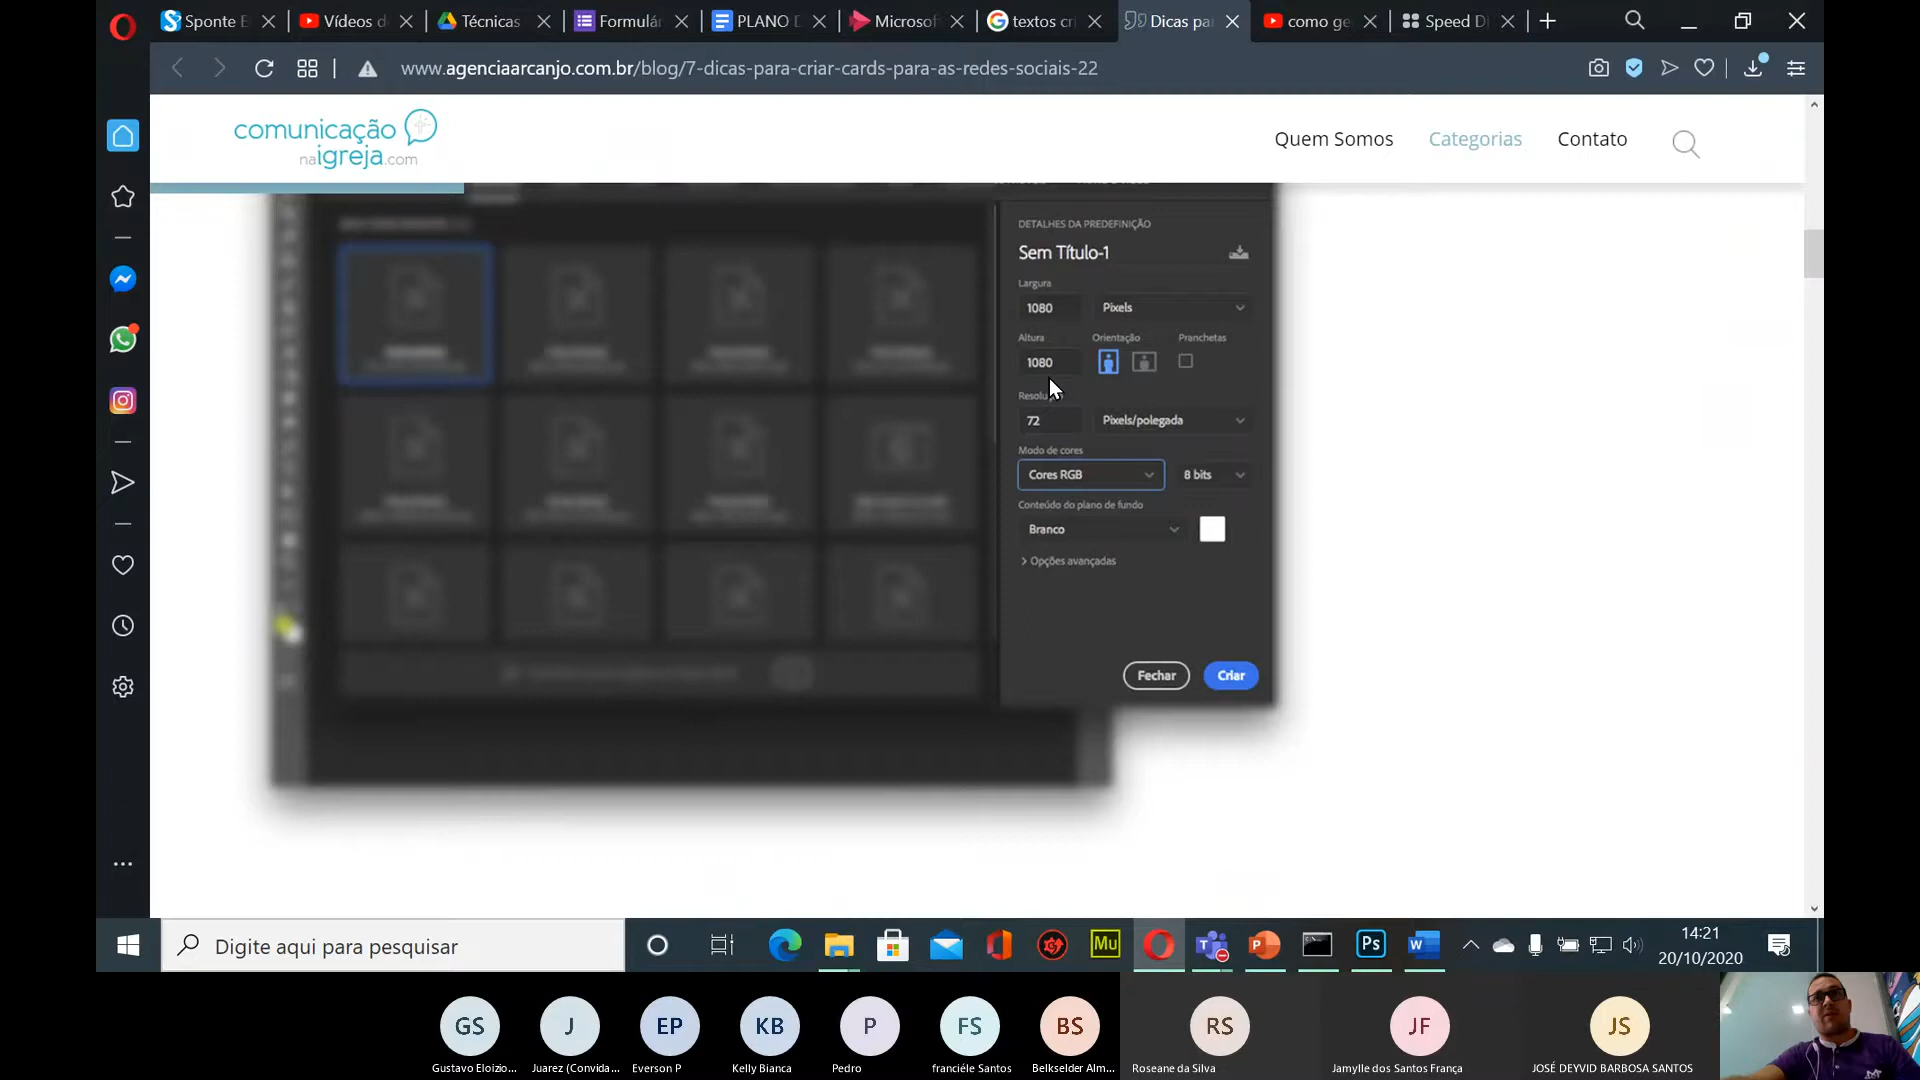 Sponte E
Vídeos d
Técnicas
Formulár
PLANO D
Microsof
textos cri
Dicas par
como ge
Speed Di
www.agenciaarcanjo.com.br/blog/7-dicas-para-criar-cards-para-as-redes-sociais-22
comunicação
naigreja.com
Quem Somos
Categorias
Contato
DETALHES DA PREDEFINIÇÃO
Sem Título-1
Largura
1080 Pixels
Altura Orientação Pranchetas
1080
72 Pixels/polegada
Modo de cores
Cores RGB 8 bits
Conteúdo do plano de fundo
Branco
> Opções avançadas
Fechar Criar
Digite aqui para pesquisar
Mu
Ps
14:21
20/10/2020
GS J EP KB P FS BS RS JF JS
Gustavo Eloizio... Juarez (Convida... Everson P Kelly Bianca Pedro franciéle Santos Belkselder Alm... Roseane da Silva Jamylle dos Santos França JOSÉ DEYVID BARBOSA SANTOS